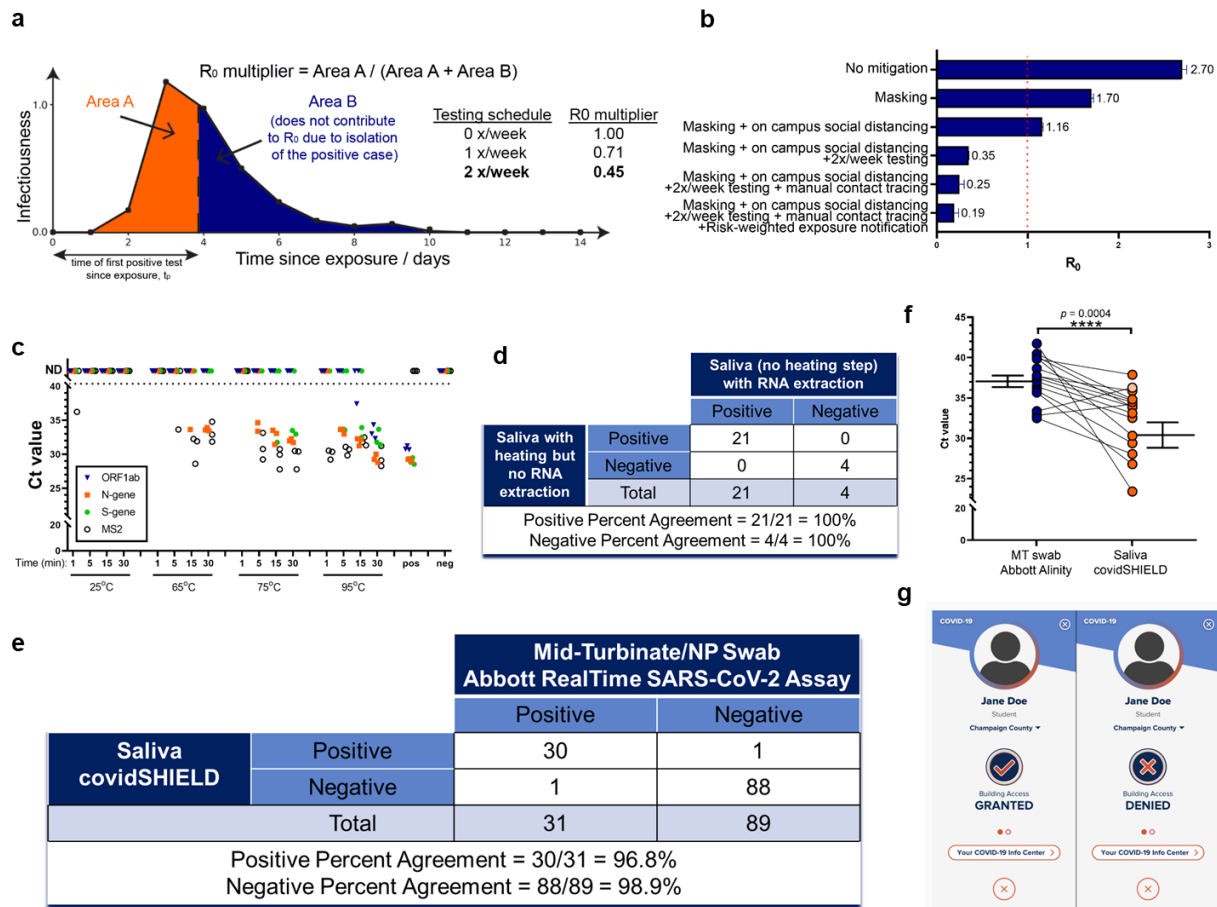 a
R₀ multiplier = Area A / (Area A + Area B)
Area A
Area B
(does not contribute
to R₀ due to isolation
of the positive case)
Testing schedule R0 multiplier
0 x/week 1.00
1 x/week 0.71
2 x/week 0.45
Infectiousness
1.0
0.0
0 2 4 6 8 10 12 14
time of first positive test
since exposure, tₚ
Time since exposure / days
b
No mitigation 2.70
Masking 1.70
Masking + on campus social distancing 1.16
Masking + on campus social distancing
+2x/week testing 0.35
Masking + on campus social distancing
+2x/week testing + manual contact tracing 0.25
Masking + on campus social distancing
+2x/week testing + manual contact tracing
+Risk-weighted exposure notification 0.19
0 1 2 3
R₀
c
ND
40
35
30
25
20
0
Ct value
ORF1ab
N-gene
S-gene
MS2
Time (min): 1 5 15 30 1 5 15 30 1 5 15 30 1 5 15 30 pos neg
25°C 65°C 75°C 95°C
d
Saliva (no heating step)
with RNA extraction
Positive Negative
Saliva with
heating but
no RNA
extraction
Positive 21 0
Negative 0 4
Total 21 4
Positive Percent Agreement = 21/21 = 100%
Negative Percent Agreement = 4/4 = 100%
e
Mid-Turbinate/NP Swab
Abbott RealTime SARS-CoV-2 Assay
Positive Negative
Saliva
covidSHIELD
Positive 30 1
Negative 1 88
Total 31 89
Positive Percent Agreement = 30/31 = 96.8%
Negative Percent Agreement = 88/89 = 98.9%
f
p = 0.0004
****
45
40
35
30
25
20
0
Ct value
MT swab
Abbott Alinity
Saliva
covidSHIELD
g
COVID-19
Jane Doe
Student
Champaign County
Building Access
GRANTED
Your COVID-19 Info Center
COVID-19
Jane Doe
Student
Champaign County
Building Access
DENIED
Your COVID-19 Info Center